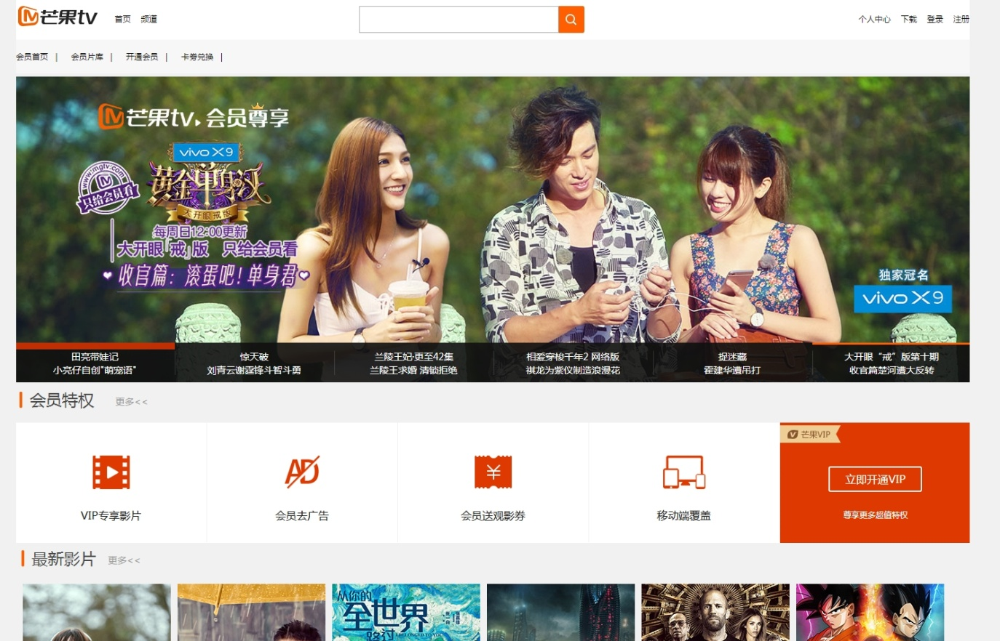 芒果tv
首页 频道
个人中心 下载 登录 注册
会员首页 | 会员片库 | 开通会员 | 卡券兑换 |
芒果tv 会员尊享
vivo X9
www.mgtv.com
只给会员看
黄金单身汉
大开眼戒版
每周日12:00更新
大开眼「戒」版 只给会员看
收官篇：滚蛋吧！单身君
独家冠名
vivo X9
田亮带娃记
小亮仔自创"萌宠语"
惊天破
刘青云谢霆锋斗智斗勇
兰陵王妃·更至42集
兰陵王求婚 清锁拒绝
相爱穿梭千年2 网络版
祺龙为紫仪制造浪漫花
捉迷藏
霍建华遭吊打
大开眼“戒”版第十期
收官篇楚河遭大反转
会员特权 更多<<
VIP专享影片
AD
会员去广告
会员送观影券
移动端覆盖
芒果VIP
立即开通VIP
尊享更多超值特权
最新影片 更多<<
从你的
全世界
路过